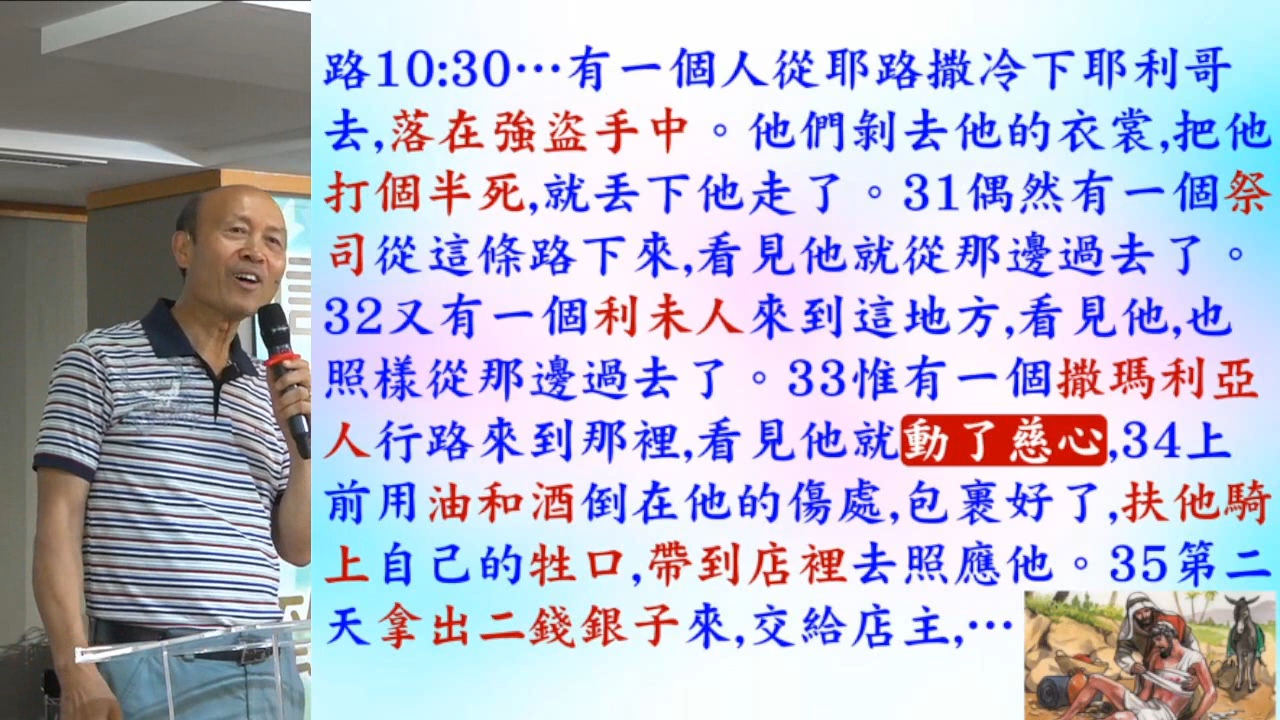 路10:30…有一個人從耶路撒冷下耶利哥
去,落在強盜手中。他們剝去他的衣裳,把他
打個半死,就丟下他走了。31偶然有一個祭
司從這條路下來,看見他就從那邊過去了。
32又有一個利未人來到這地方,看見他,也
照樣從那邊過去了。33惟有一個撒瑪利亞
人行路來到那裡,看見他就動了慈心,34上
前用油和酒倒在他的傷處,包裹好了,扶他騎
上自己的牲口,帶到店裡去照應他。35第二
天拿出二錢銀子來,交給店主,…